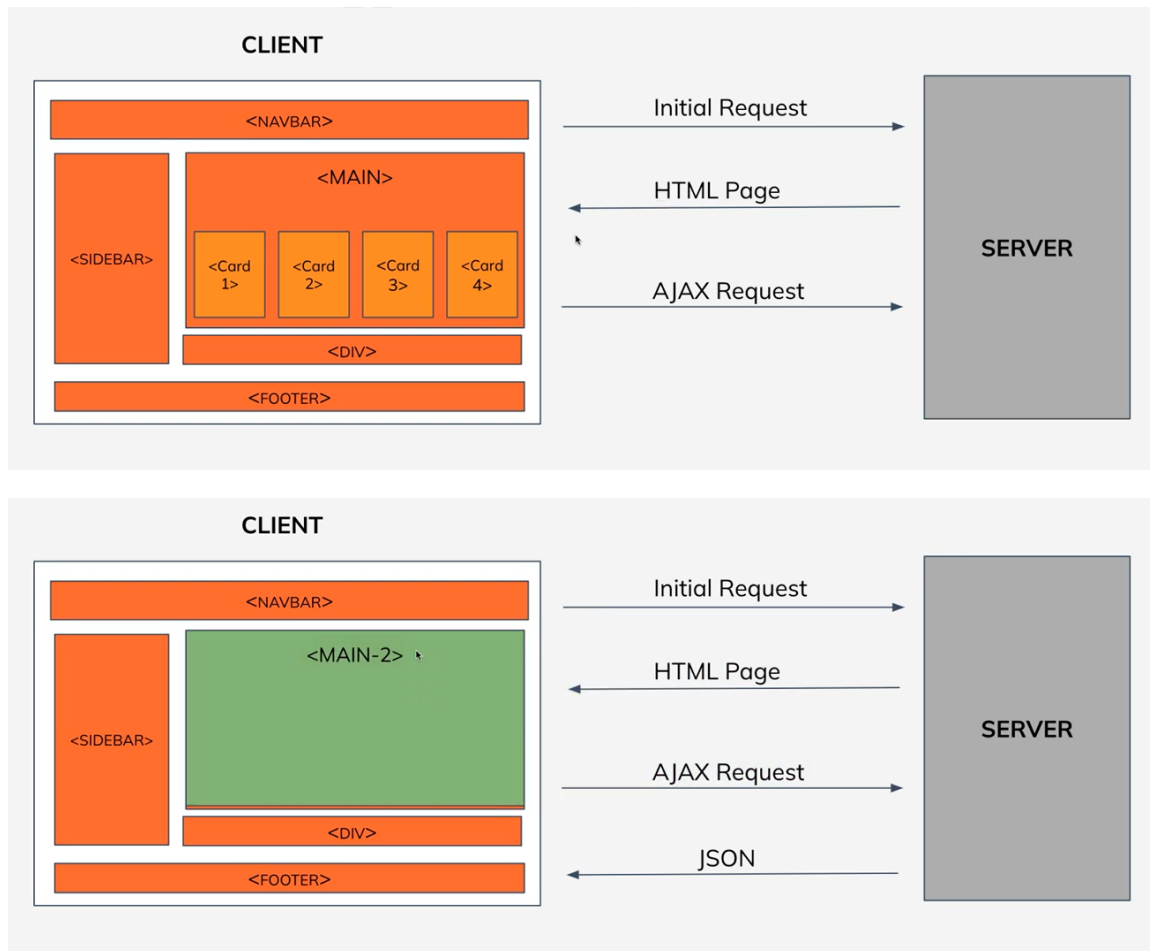 CLIENT
<NAVBAR>
<SIDEBAR>
<MAIN>
<Card
1>
<Card
2>
<Card
3>
<Card
4>
<DIV>
<FOOTER>
Initial Request
HTML Page
AJAX Request
SERVER
CLIENT
<NAVBAR>
<SIDEBAR>
<MAIN-2>
<DIV>
<FOOTER>
Initial Request
HTML Page
AJAX Request
JSON
SERVER